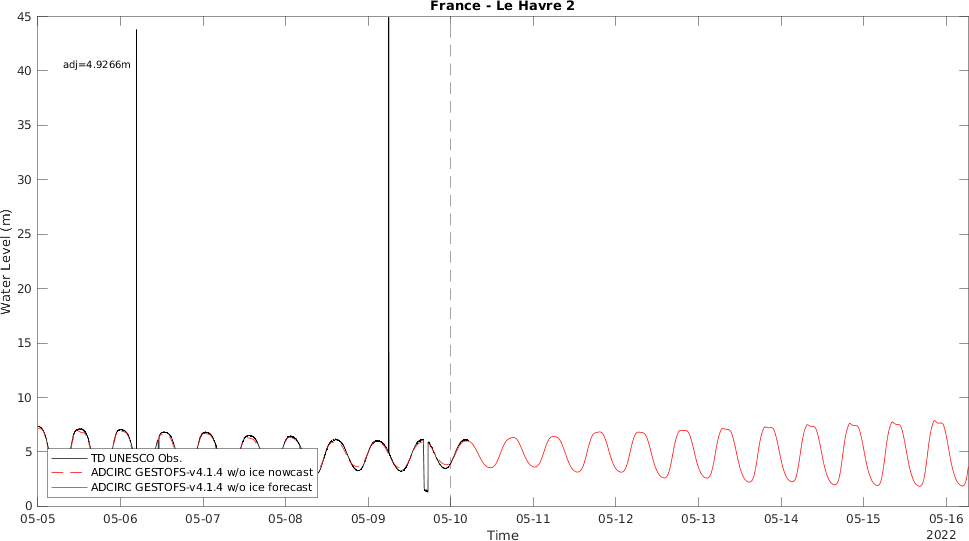 France - Le Havre 2
45
40
35
30
25
20
15
10
5
0
Water Level (m)
adj=4.9266m
TD UNESCO Obs.
ADCIRC GESTOFS-v4.1.4 w/o ice nowcast
ADCIRC GESTOFS-v4.1.4 w/o ice forecast
05-05 05-06 05-07 05-08 05-09 05-10 05-11 05-12 05-13 05-14 05-15 05-16
Time
2022